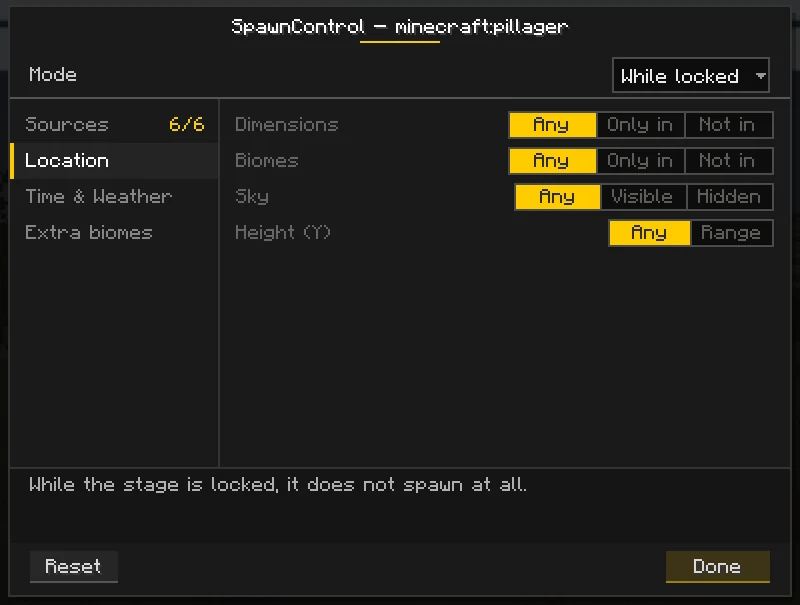 SpawnControl — minecraft:pillager
Mode While locked
Sources 6/6 Dimensions Any Only in Not in
Location Biomes Any Only in Not in
Time & Weather Sky Any Visible Hidden
Extra biomes Height (Y) Any Range
While the stage is locked, it does not spawn at all.
Reset Done